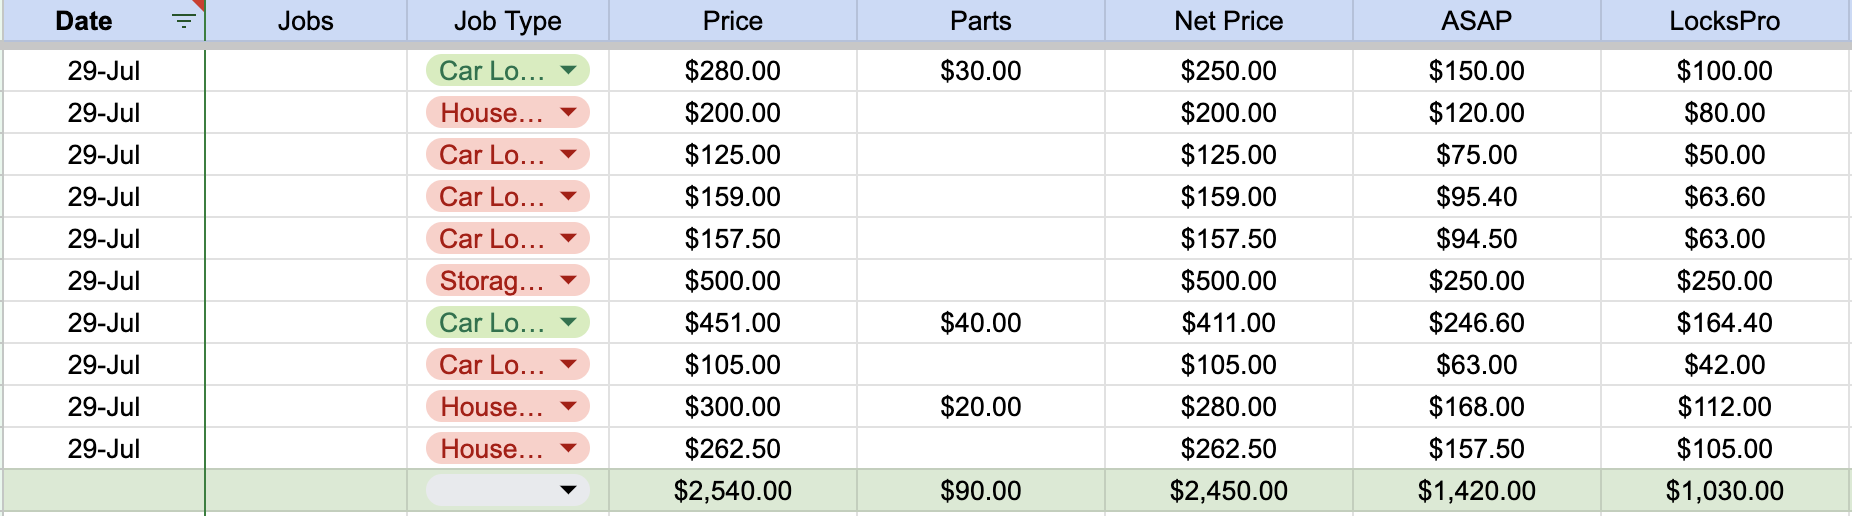 Date Jobs Job Type Price Parts Net Price ASAP LocksPro
29-Jul Car Lo... $280.00 $30.00 $250.00 $150.00 $100.00
29-Jul House... $200.00 $200.00 $120.00 $80.00
29-Jul Car Lo... $125.00 $125.00 $75.00 $50.00
29-Jul Car Lo... $159.00 $159.00 $95.40 $63.60
29-Jul Car Lo... $157.50 $157.50 $94.50 $63.00
29-Jul Storag... $500.00 $500.00 $250.00 $250.00
29-Jul Car Lo... $451.00 $40.00 $411.00 $246.60 $164.40
29-Jul Car Lo... $105.00 $105.00 $63.00 $42.00
29-Jul House... $300.00 $20.00 $280.00 $168.00 $112.00
29-Jul House... $262.50 $262.50 $157.50 $105.00
$2,540.00 $90.00 $2,450.00 $1,420.00 $1,030.00